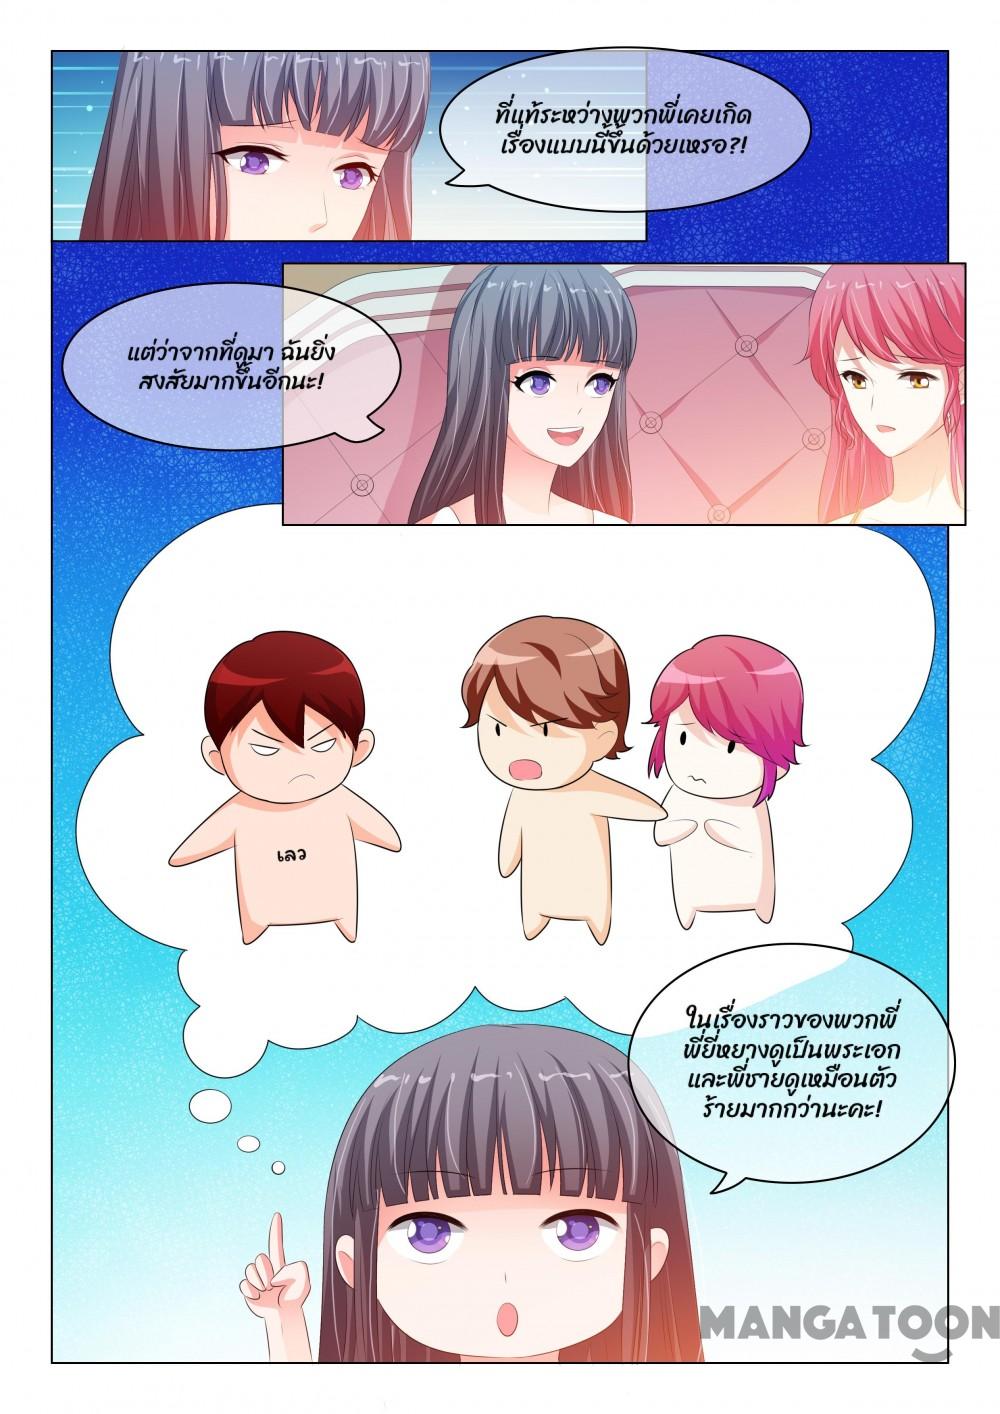 ที่แท้ระหว่างพวกพี่เคยเกิด
เรื่องแบบนี้ขึ้นด้วยเหรอ?!
แต่ว่าจากที่ดูมา ฉันยิ่ง
สงสัยมากขึ้นอีกนะ!
เลว
ในเรื่องราวของพวกพี่
พี่ยี่หยางดูเป็นพระเอก
และพี่ชายดูเหมือนตัว
ร้ายมากกว่านะคะ!
MANGATOON